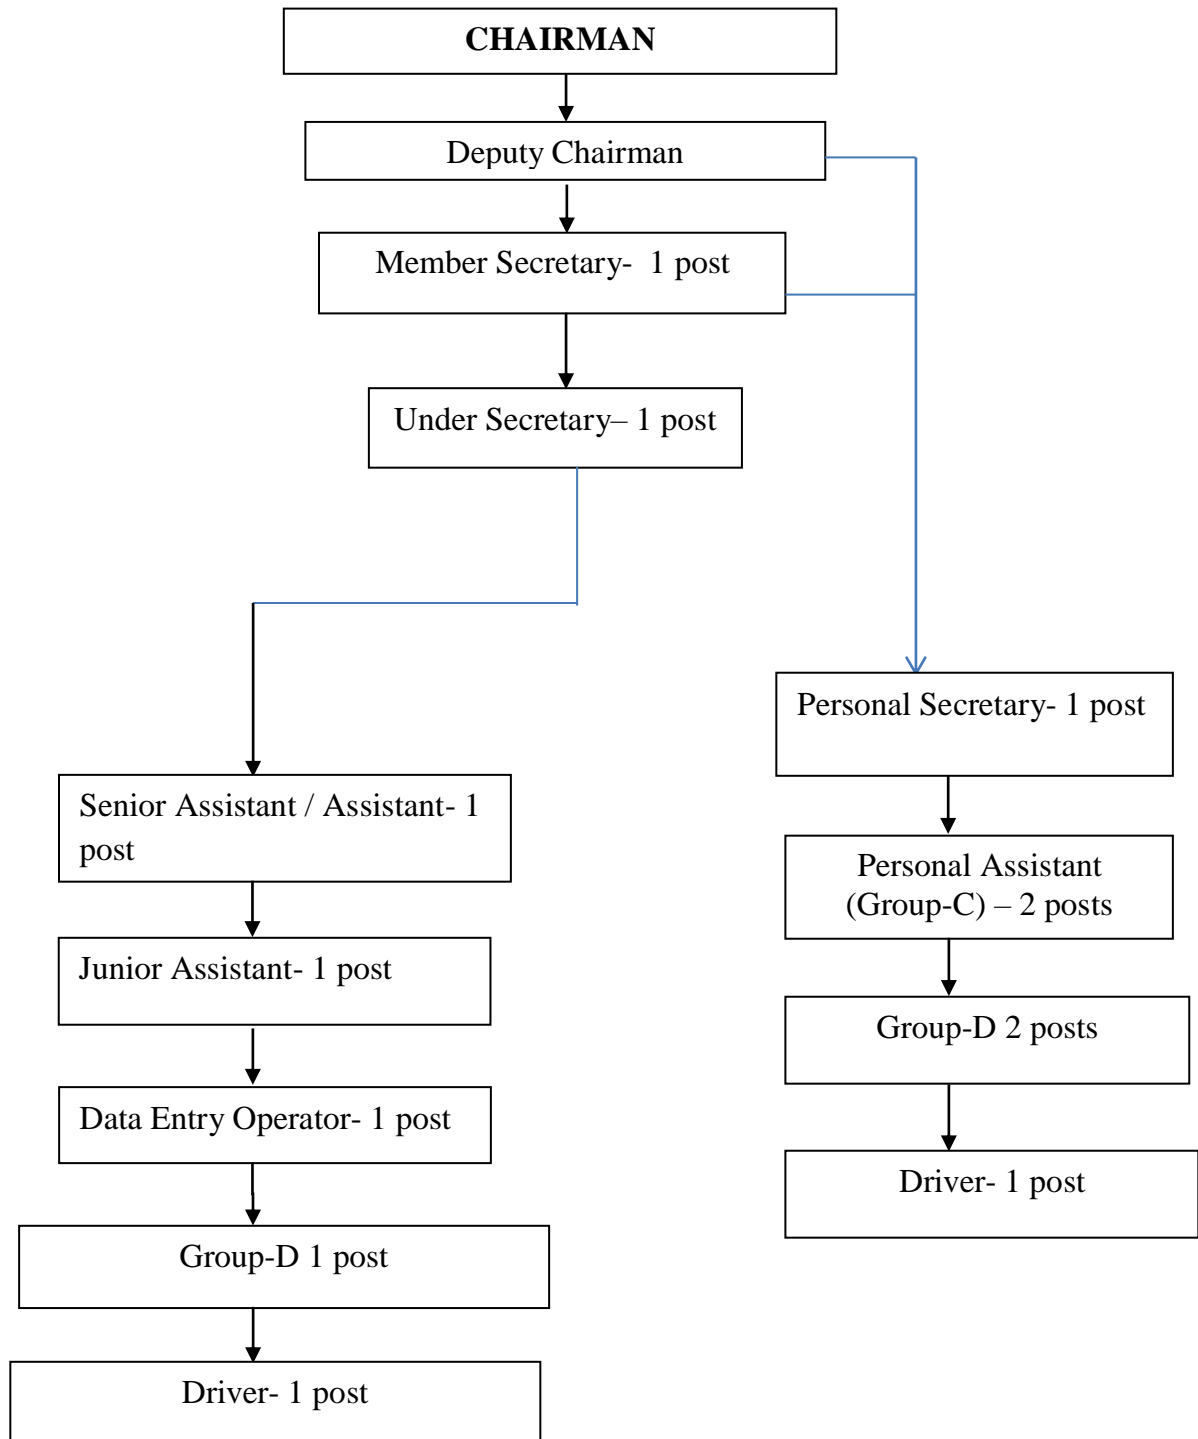 CHAIRMAN
Deputy Chairman
Member Secretary-  1 post
Under Secretary– 1 post
Senior Assistant / Assistant- 1
post
Junior Assistant- 1 post
Data Entry Operator- 1 post
Group-D 1 post
Driver- 1 post
Personal Secretary- 1 post
Personal Assistant
(Group-C) – 2 posts
Group-D 2 posts
Driver- 1 post